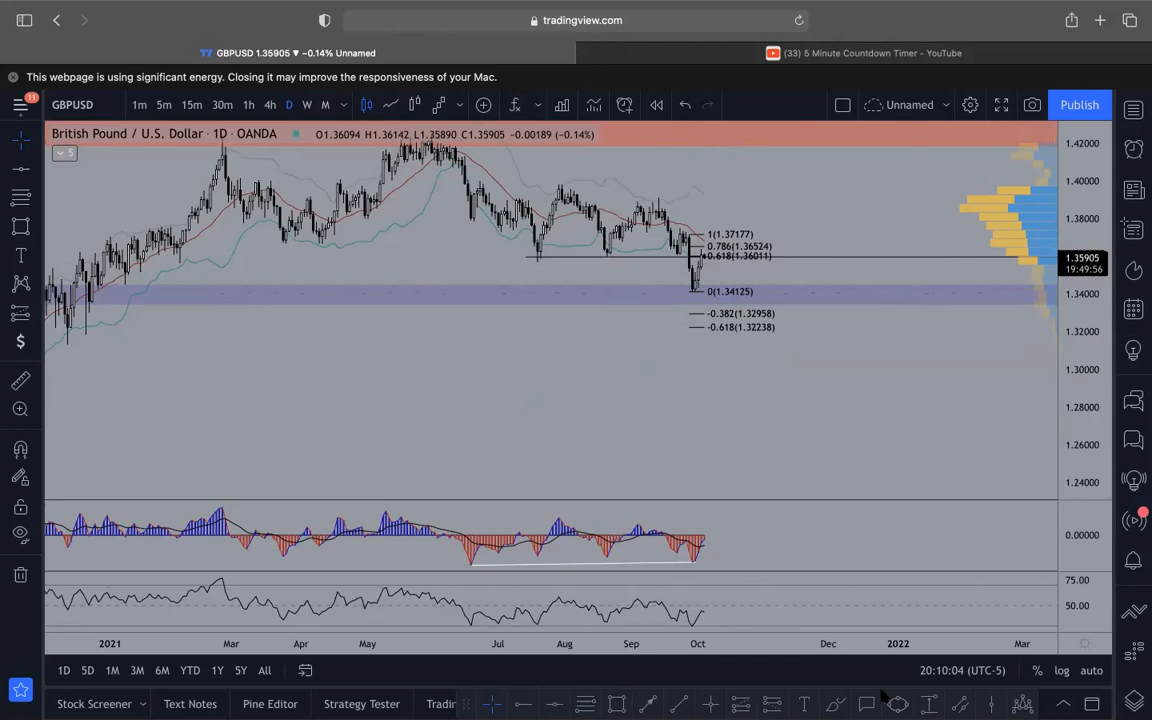 tradingview.com
GBPUSD 1.35905 ▼ −0.14% Unnamed
(33) 5 Minute Countdown Timer - YouTube
This webpage is using significant energy. Closing it may improve the responsiveness of your Mac.
11
GBPUSD 1m 5m 15m 30m 1h 4h D W M Unnamed Publish
British Pound / U.S. Dollar · 1D · OANDA O1.36094 H1.36142 L1.35890 C1.35905 −0.00189 (−0.14%)
5
1.42000
1.40000
1.38000
1(1.37177)
0.786(1.36524)
0.618(1.36011)
1.35905
19:49:56
0(1.34125)
1.34000
-0.382(1.32958)
-0.618(1.32238)
1.32000
1.30000
1.28000
1.26000
1.24000
0.00000
75.00
50.00
2021 Mar Apr May Jul Aug Sep Oct Dec 2022 Mar
1D 5D 1M 3M 6M YTD 1Y 5Y All 20:10:04 (UTC-5) % log auto
Stock Screener Text Notes Pine Editor Strategy Tester Tradin